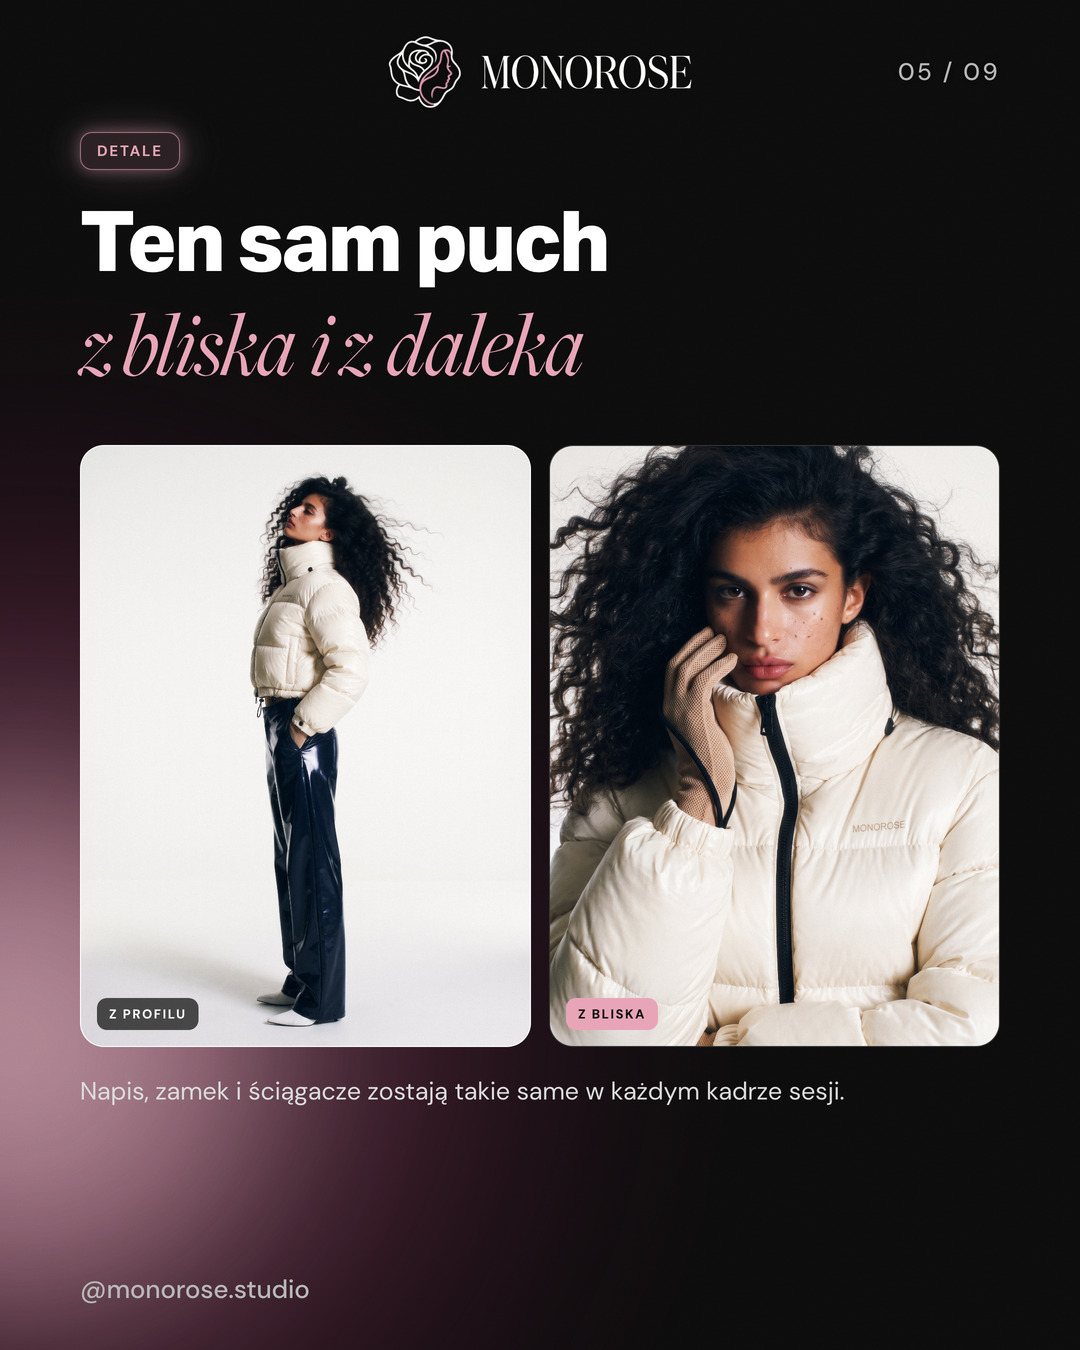 MONOROSE
05 / 09
DETALE
Ten sam puch
z bliska i z daleka
MONOROSE
Z PROFILU
Z BLISKA
Napis, zamek i ściągacze zostają takie same w każdym kadrze sesji.
@monorose.studio